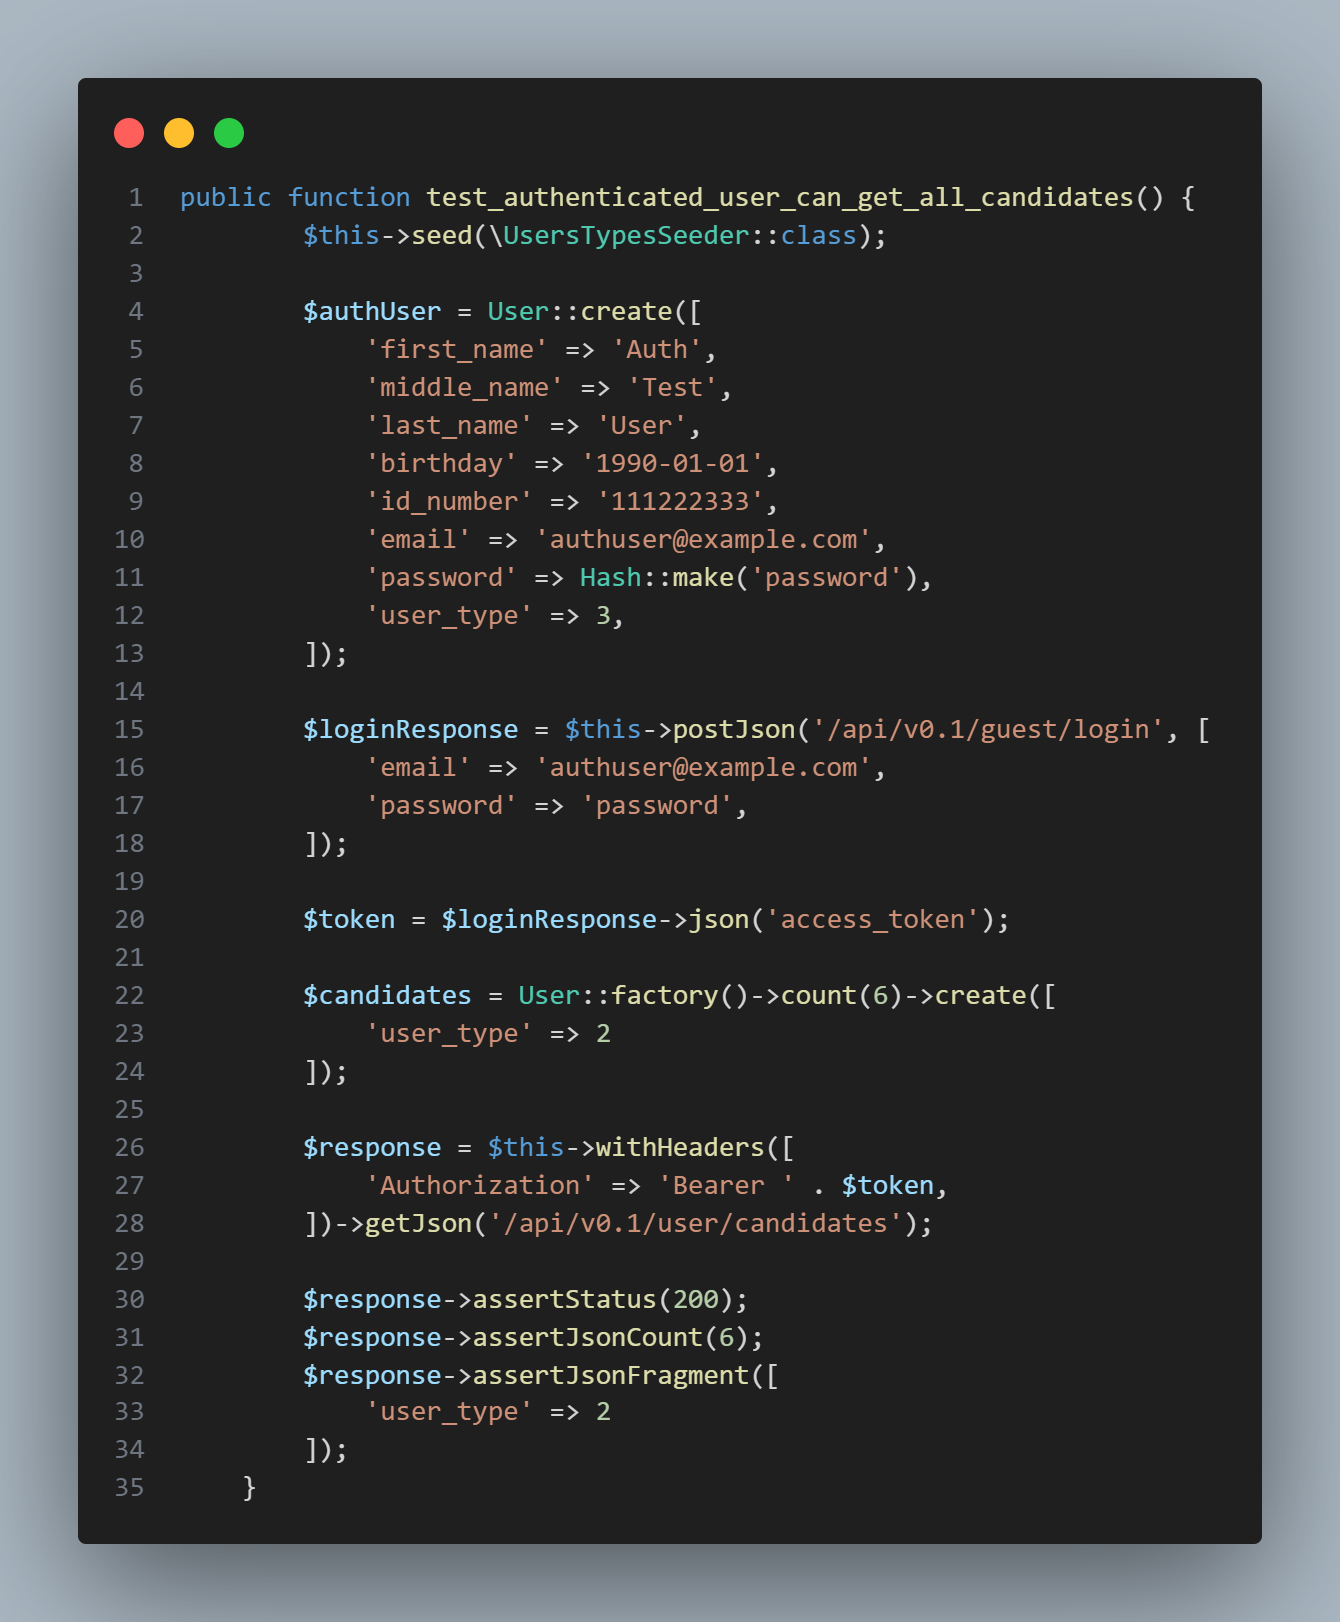 1 public function test_authenticated_user_can_get_all_candidates() {
2         $this->seed(\UsersTypesSeeder::class);
3
4         $authUser = User::create([
5             'first_name' => 'Auth',
6             'middle_name' => 'Test',
7             'last_name' => 'User',
8             'birthday' => '1990-01-01',
9             'id_number' => '111222333',
10             'email' => 'authuser@example.com',
11             'password' => Hash::make('password'),
12             'user_type' => 3,
13         ]);
14
15         $loginResponse = $this->postJson('/api/v0.1/guest/login', [
16             'email' => 'authuser@example.com',
17             'password' => 'password',
18         ]);
19
20         $token = $loginResponse->json('access_token');
21
22         $candidates = User::factory()->count(6)->create([
23             'user_type' => 2
24         ]);
25
26         $response = $this->withHeaders([
27             'Authorization' => 'Bearer ' . $token,
28         ])->getJson('/api/v0.1/user/candidates');
29
30         $response->assertStatus(200);
31         $response->assertJsonCount(6);
32         $response->assertJsonFragment([
33             'user_type' => 2
34         ]);
35     }